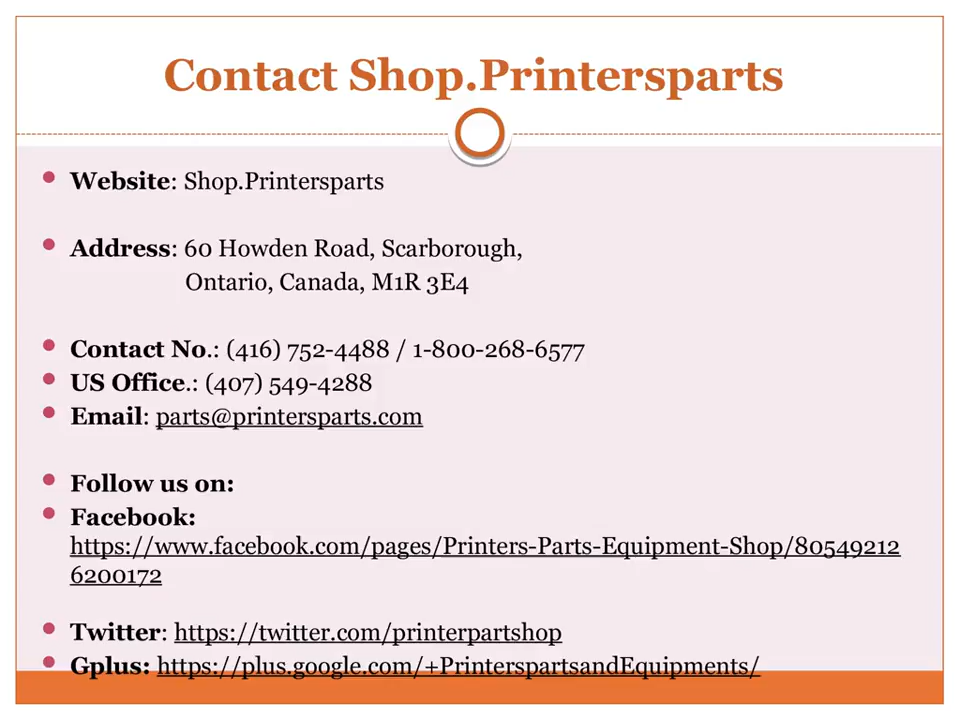 Contact Shop.Printersparts
Website: Shop.Printersparts
Address: 60 Howden Road, Scarborough,
Ontario, Canada, M1R 3E4
Contact No.: (416) 752-4488 / 1-800-268-6577
US Office.: (407) 549-4288
Email: parts@printersparts.com
Follow us on:
Facebook:
https://www.facebook.com/pages/Printers-Parts-Equipment-Shop/80549212
6200172
Twitter: https://twitter.com/printerpartshop
Gplus: https://plus.google.com/+PrinterspartsandEquipments/